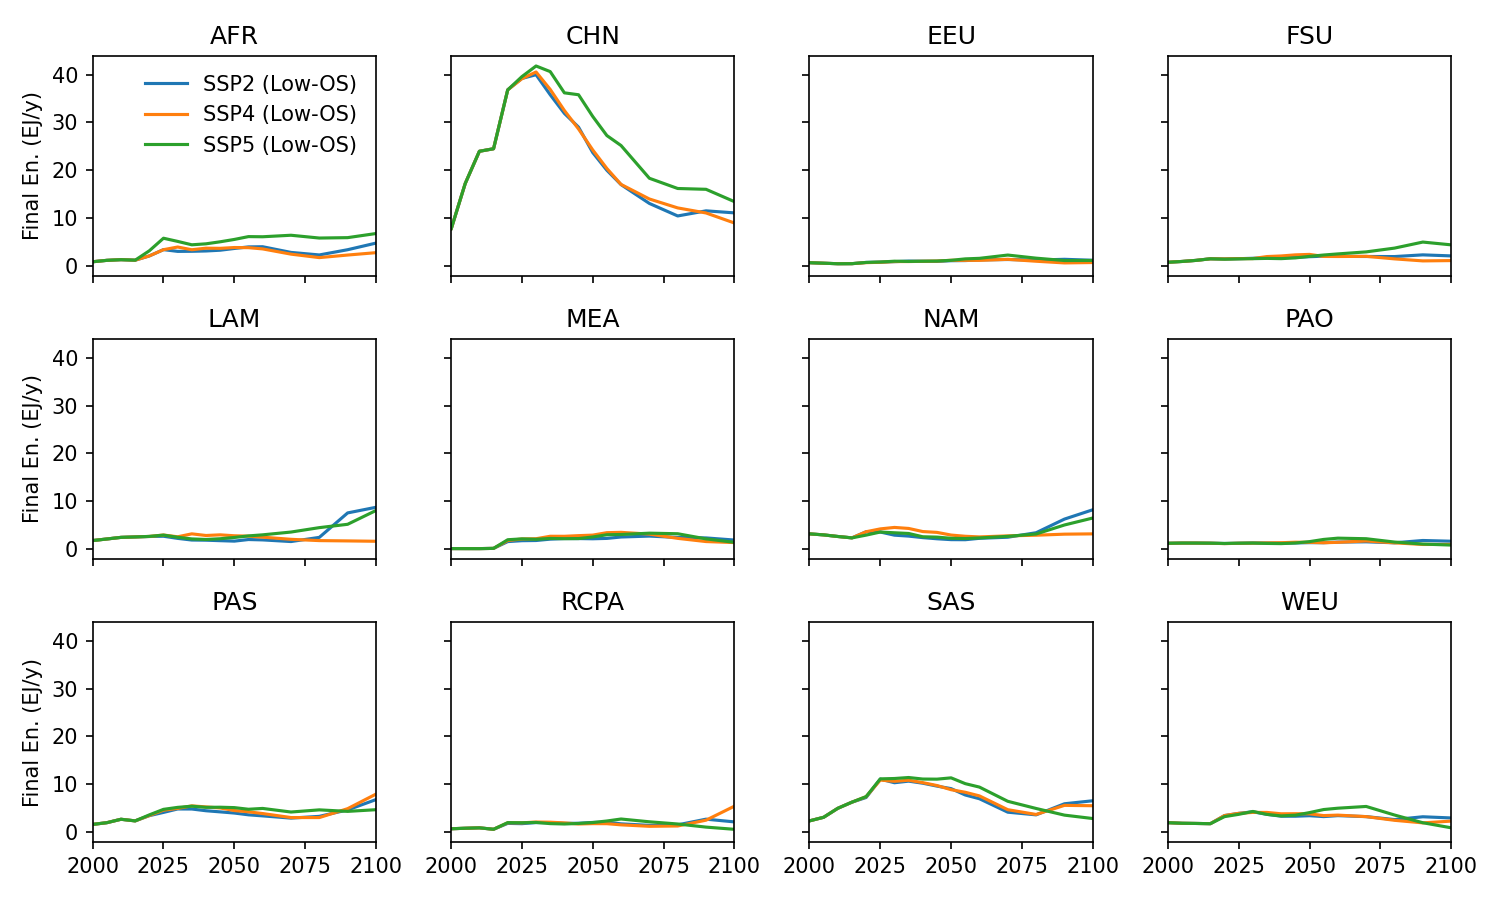 AFR CHN EEU FSU
40
30
20
10
0
Final En. (EJ/y)
SSP2 (Low-OS)
SSP4 (Low-OS)
SSP5 (Low-OS)
LAM MEA NAM PAO
40
30
20
10
0
Final En. (EJ/y)
PAS RCPA SAS WEU
40
30
20
10
0
Final En. (EJ/y)
2000 2025 2050 2075 2100 2000 2025 2050 2075 2100 2000 2025 2050 2075 2100 2000 2025 2050 2075 2100